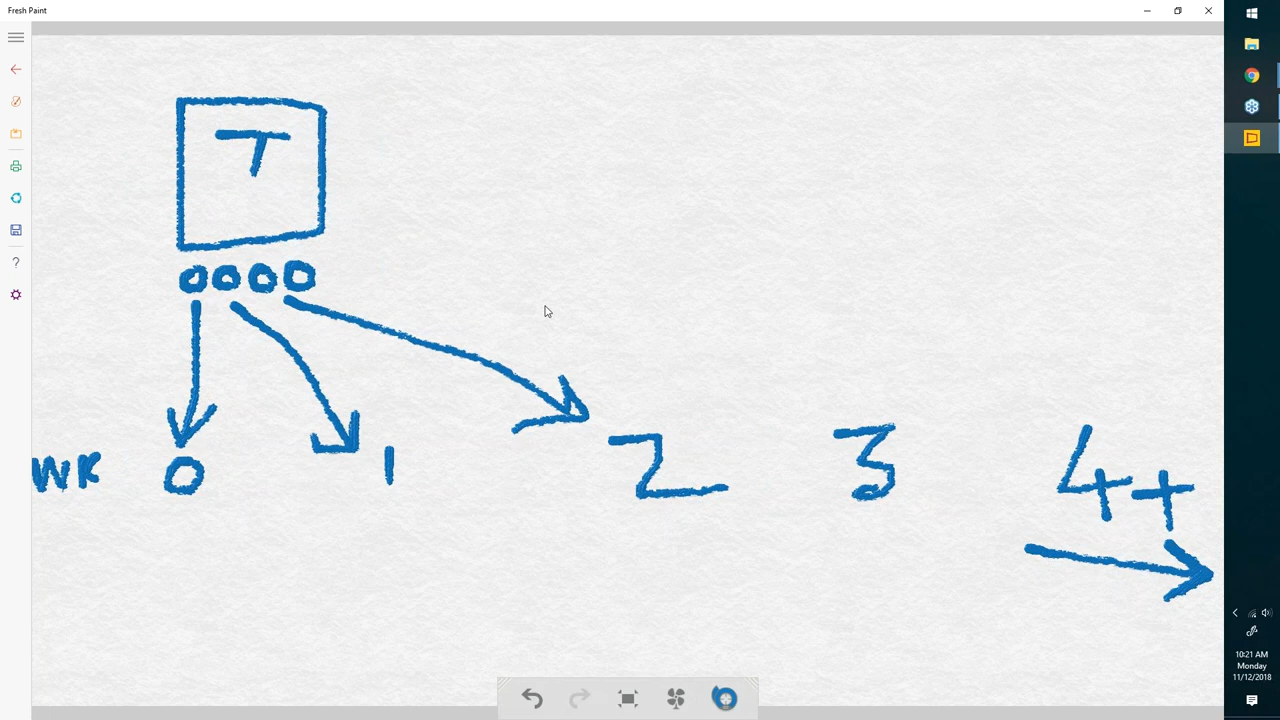 Fresh Paint
T
0000
WK 0 1 2 3 4+
10:21 AM
Monday
11/12/2018